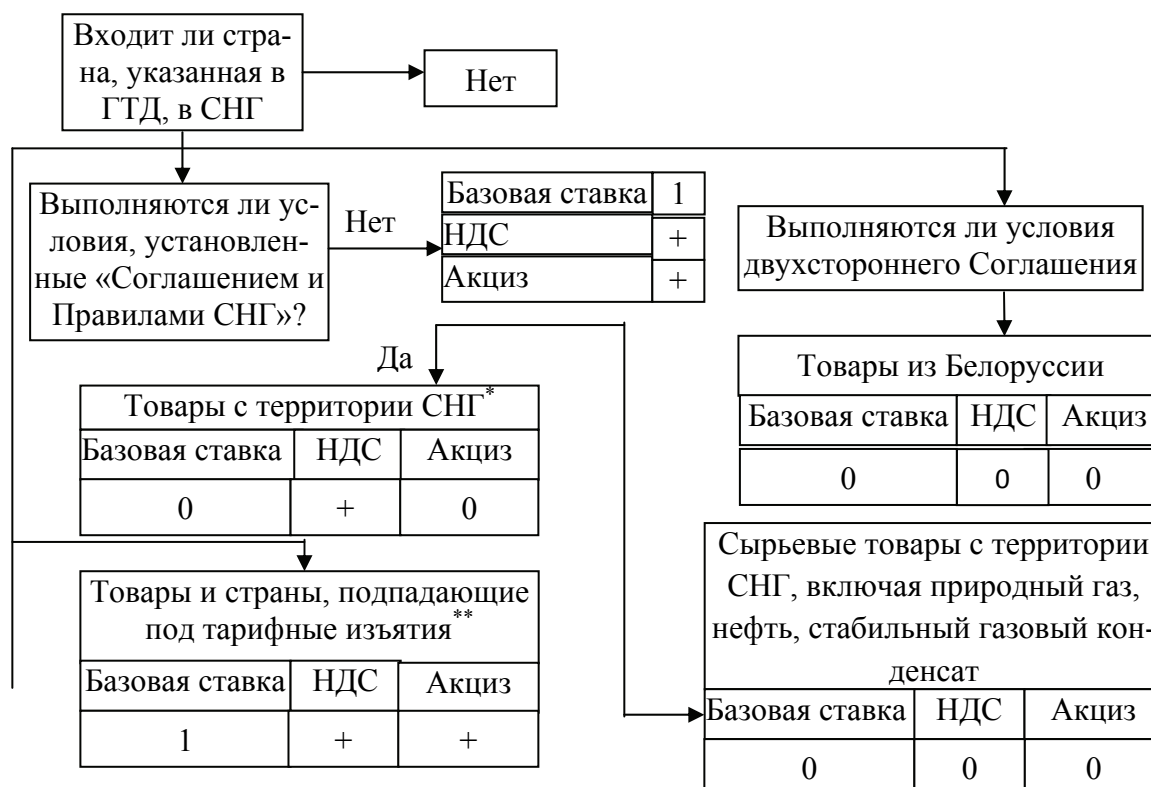 Входит ли стра-
на, указанная в
ГТД, в СНГ
Нет
Выполняются ли ус-
ловия, установлен-
ные «Соглашением и
Правилами СНГ»?
Нет
Базовая ставка 1
НДС +
Акциз +
Выполняются ли условия
двухстороннего Соглашения
Да
Товары с территории СНГ*
Базовая ставка НДС Акциз
0 + 0
Товары из Белоруссии
Базовая ставка НДС Акциз
0 0 0
Товары и страны, подпадающие
под тарифные изъятия**
Базовая ставка НДС Акциз
1 + +
Сырьевые товары с территории
СНГ, включая природный газ,
нефть, стабильный газовый кон-
денсат
Базовая ставка НДС Акциз
0 0 0